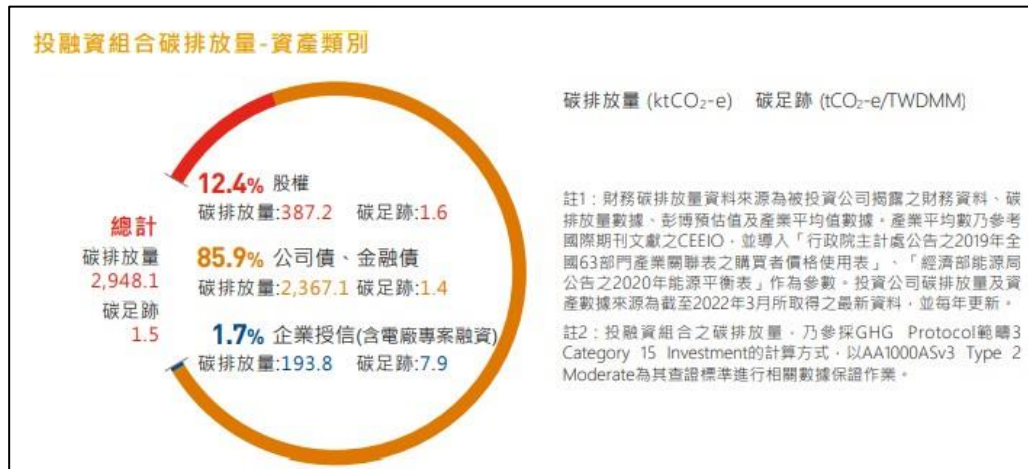 投融資組合碳排放量-資產類別
碳排放量 (ktCO₂-e) 碳足跡 (tCO₂-e/TWDMM)
12.4% 股權
碳排放量:387.2 碳足跡:1.6
總計
碳排放量
2,948.1
碳足跡
1.5
85.9% 公司債、金融債
碳排放量:2,367.1 碳足跡:1.4
1.7% 企業授信(含電廠專案融資)
碳排放量:193.8 碳足跡:7.9
註1：財務碳排放量資料來源為被投資公司揭露之財務資料、碳
排放量數據、彭博預估值及產業平均值數據。產業平均數乃參考
國際期刊文獻之CEEIO，並導入「行政院主計處公告之2019年全
國63部門產業關聯表之購買者價格使用表」、「經濟部能源局
公告之2020年能源平衡表」作為參數。投資公司碳排放量及資
產數據來源為截至2022年3月所取得之最新資料，並每年更新。
註2：投融資組合之碳排放量，乃參採GHG Protocol範疇3
Category 15 Investment的計算方式，以AA1000ASv3 Type 2
Moderate為其查證標準進行相關數據保證作業。